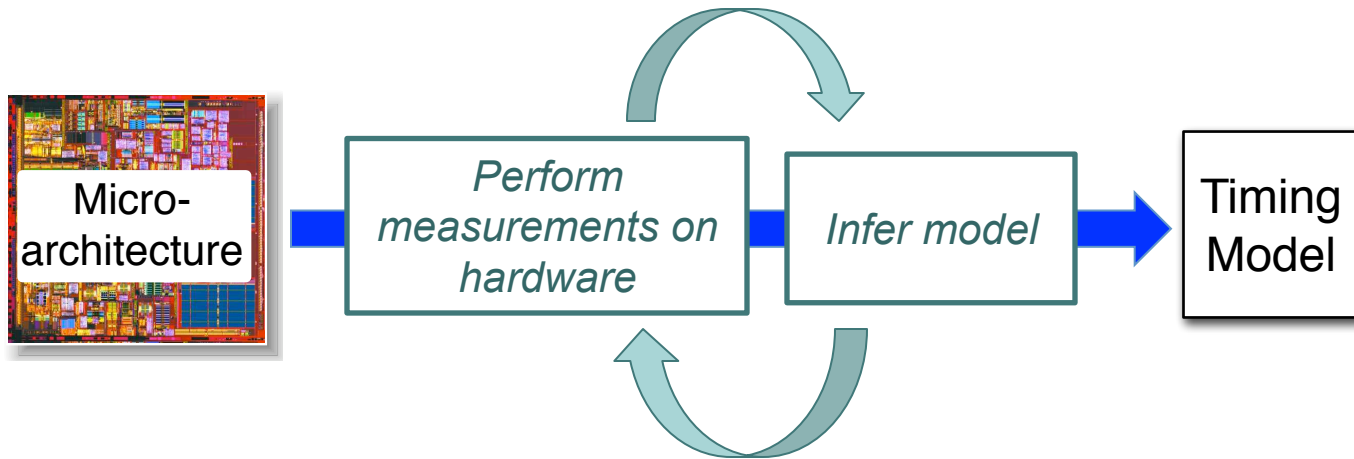 Micro-
architecture
Perform
measurements on
hardware
Infer model
Timing
Model